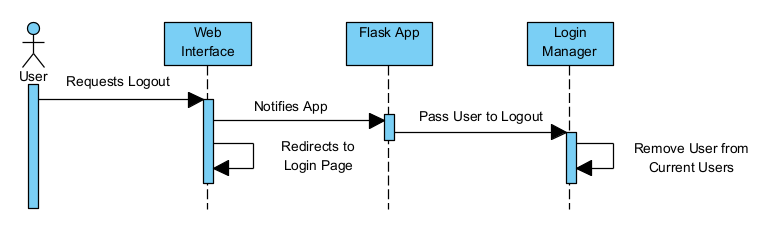 Web
Interface
Flask App
Login
Manager
User
Requests Logout
Notifies App
Pass User to Logout
Redirects to
Login Page
Remove User from
Current Users